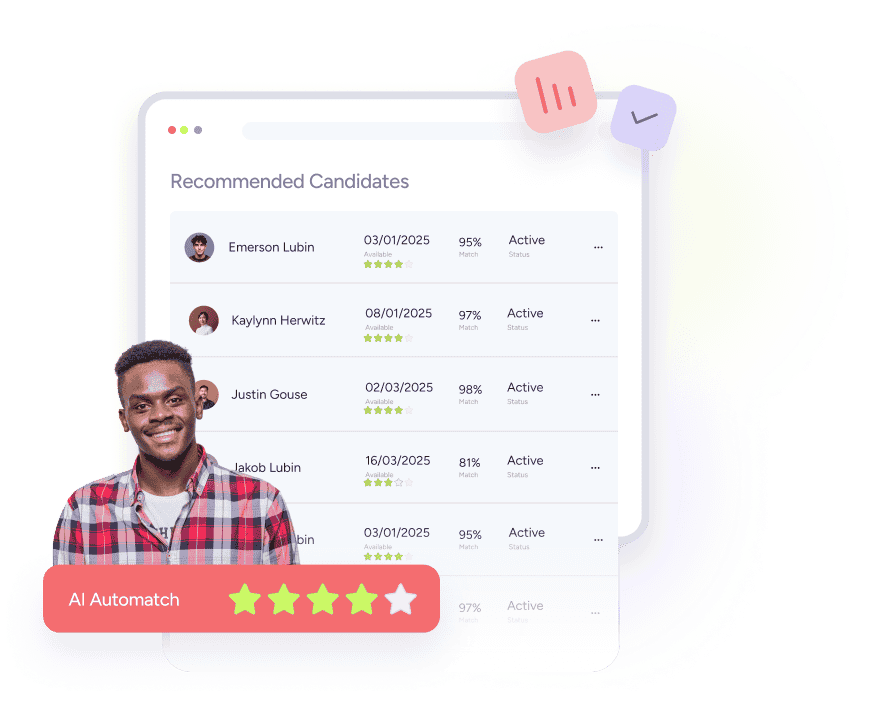 Recommended Candidates
Emerson Lubin 03/01/2025 95% Active ...
Available Match Status
Kaylynn Herwitz 08/01/2025 97% Active ...
Available Match Status
Justin Gouse 02/03/2025 98% Active ...
Available Match Status
Jakob Lubin 16/03/2025 81% Active ...
Available Match Status
bin 03/01/2025 95% Active ...
Available Match Status
97% Active ...
Match Status
AI Automatch